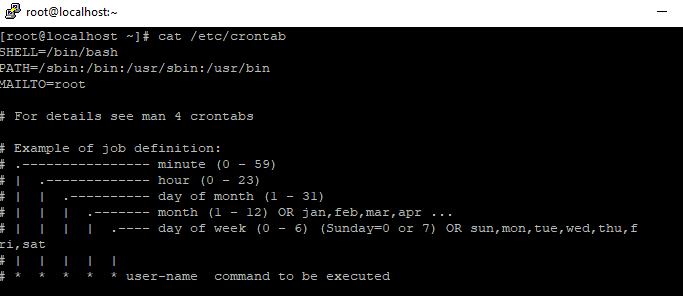 root@localhost:~
[root@localhost ~]# cat /etc/crontab
SHELL=/bin/bash
PATH=/sbin:/bin:/usr/sbin:/usr/bin
MAILTO=root
# For details see man 4 crontabs
# Example of job definition:
# .---------------- minute (0 - 59)
# |  .------------- hour (0 - 23)
# |  |  .---------- day of month (1 - 31)
# |  |  |  .------- month (1 - 12) OR jan,feb,mar,apr ...
# |  |  |  |  .---- day of week (0 - 6) (Sunday=0 or 7) OR sun,mon,tue,wed,thu,f
ri,sat
# |  |  |  |  |
# *  *  *  *  * user-name  command to be executed